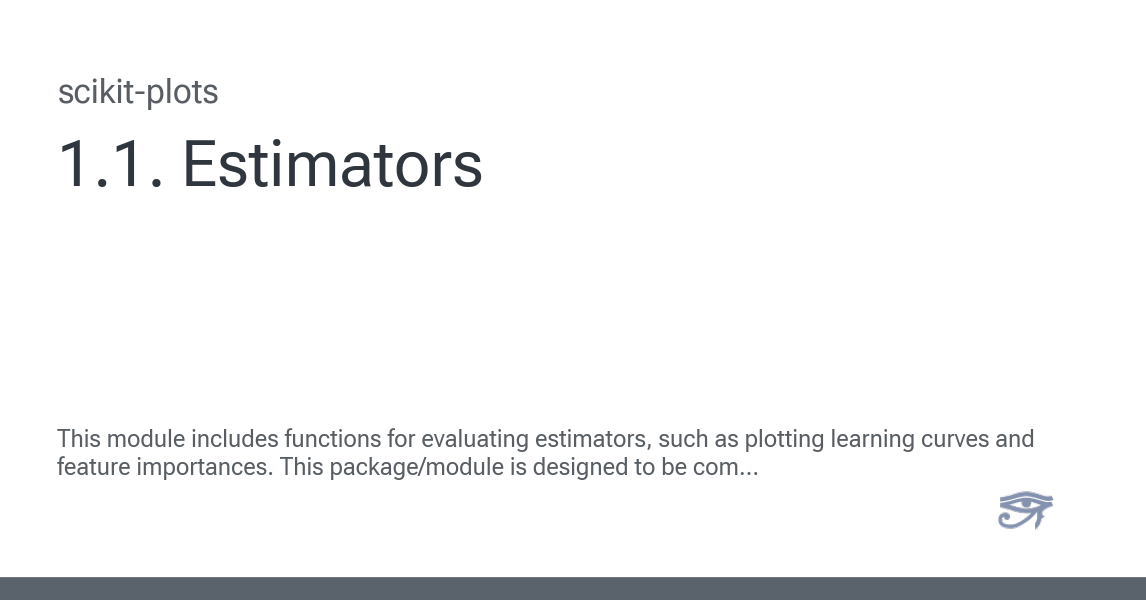 scikit-plots
1.1. Estimators
This module includes functions for evaluating estimators, such as plotting learning curves and
feature importances. This package/module is designed to be com...